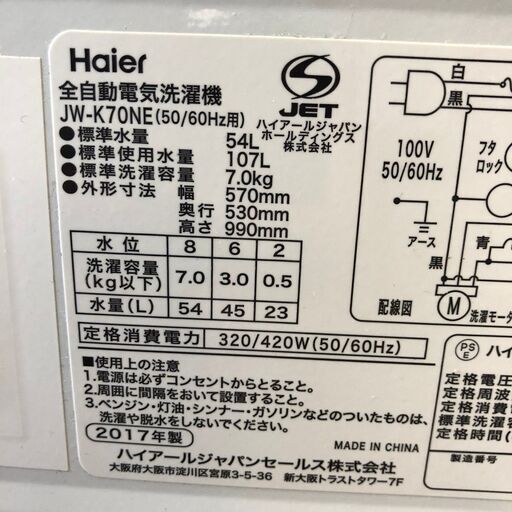 Haier
全自動電気洗濯機
JW-K70NE(50/60Hz用)
●標準水量 54L
●標準使用水量 107L
●標準洗濯容量 7.0kg
●外形寸法 幅 570mm
奥行 530mm
高さ 990mm
S
JET
ハイアールジャパン
ホールディングス
株式会社
水位 8 6 2
洗濯容量
(kg以下) 7.0 3.0 0.5
水量(L) 54 45 23
定格消費電力 320/420W(50/60Hz)
■使用上の注意
1.電源は必ずコンセントからとること。
2.周囲に間隔をおいて設置すること。
3.ベンジン・灯油・シンナー・ガソリンなどのついたものは、
洗濯や脱水をしないでください。
2017年製
MADE IN CHINA
ハイアールジャパンセールス株式会社
大阪府大阪市淀川区宮原3-5-36 新大阪トラストタワー7F
白
黒
100V
50/60Hz
フタ
ロック
アース
青
黒
配線図
M
洗濯モータ
PS
E
ハイ
定格電圧
定格周波
定格消費
標準洗濯
定格時間(
製造番号